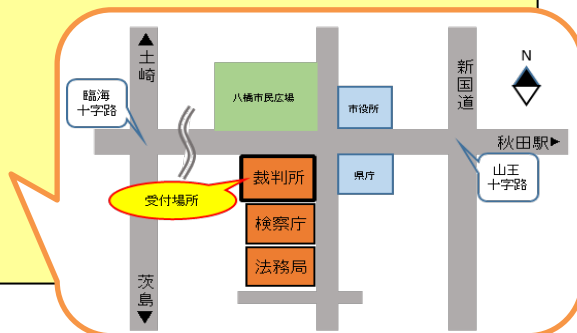 ▲土崎
臨海
十字路
八橋市民広場
市役所
新国道
N
秋田駅▶
山王
十字路
裁判所
県庁
受付場所
検察庁
法務局
茨島▼